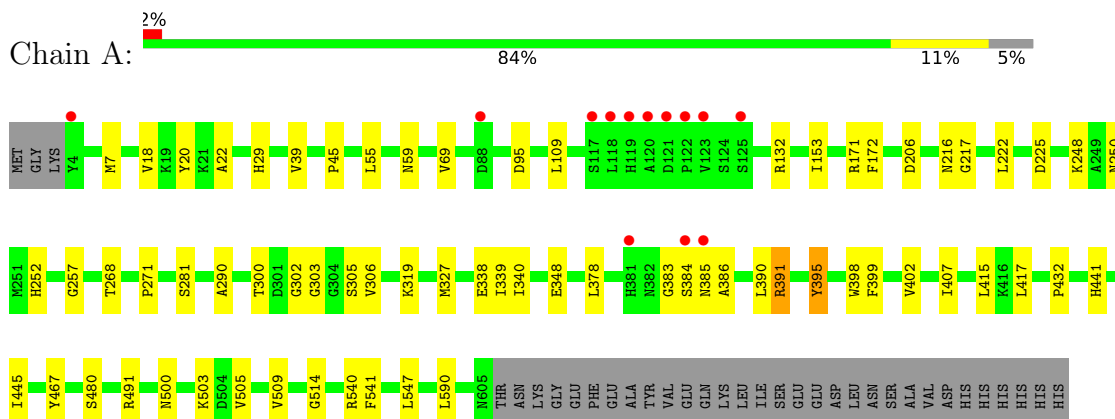 2%
Chain A:
84% 11% 5%
MET GLY LYS Y4 M7 V18 K19 Y20 K21 A22 H29 V39 P45 L55 N59 V69 D88 D95 L109 S117 L118 H119 A120 D121 P122 V123 S124 S125 R132 I153 R171 F172 D206 N216 G217 L222 D225 K248 A249 N250
M251 H252 G257 T268 P271 S281 A290 T300 D301 G302 G303 G304 S305 V306 K319 M327 E338 I339 I340 E348 L378 H381 N382 G383 S384 N385 A386 L390 R391 Y395 W398 F399 V402 I407 L415 K416 L417 P432 H441
I445 Y467 S480 R491 N500 K503 D504 V505 V509 G514 R540 F541 L547 L590 N605 THR ASN LYS GLY GLU PHE GLU ALA TYR VAL GLU GLN LYS LEU ILE SER GLU GLU ASP LEU ASN SER ALA VAL ASP HIS HIS HIS HIS HIS HIS